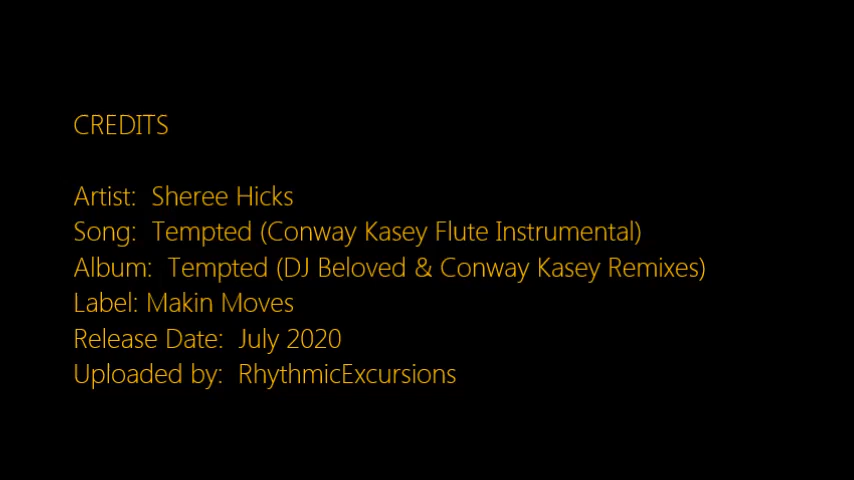 CREDITS
Artist:  Sheree Hicks
Song:  Tempted (Conway Kasey Flute Instrumental)
Album:  Tempted (DJ Beloved & Conway Kasey Remixes)
Label: Makin Moves
Release Date:  July 2020
Uploaded by:  RhythmicExcursions